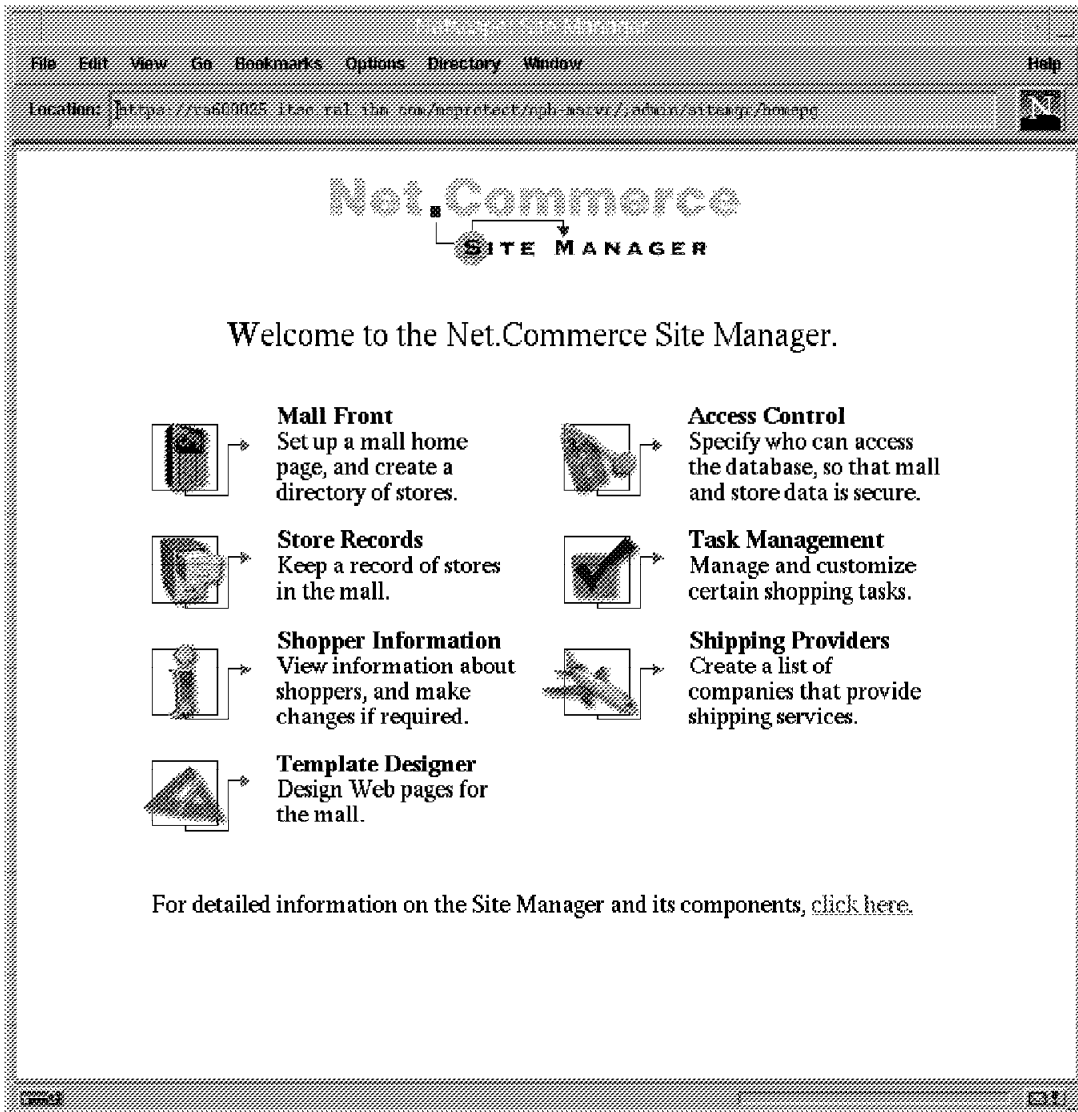 File Edit View Go Bookmarks Options Directory Window Help
Location:
N
Net.Commerce
SITE MANAGER
Welcome to the Net.Commerce Site Manager.
Mall Front
Set up a mall home
page, and create a
directory of stores.
Access Control
Specify who can access
the database, so that mall
and store data is secure.
Store Records
Keep a record of stores
in the mall.
Task Management
Manage and customize
certain shopping tasks.
Shopper Information
View information about
shoppers, and make
changes if required.
Shipping Providers
Create a list of
companies that provide
shipping services.
Template Designer
Design Web pages for
the mall.
For detailed information on the Site Manager and its components, click here.